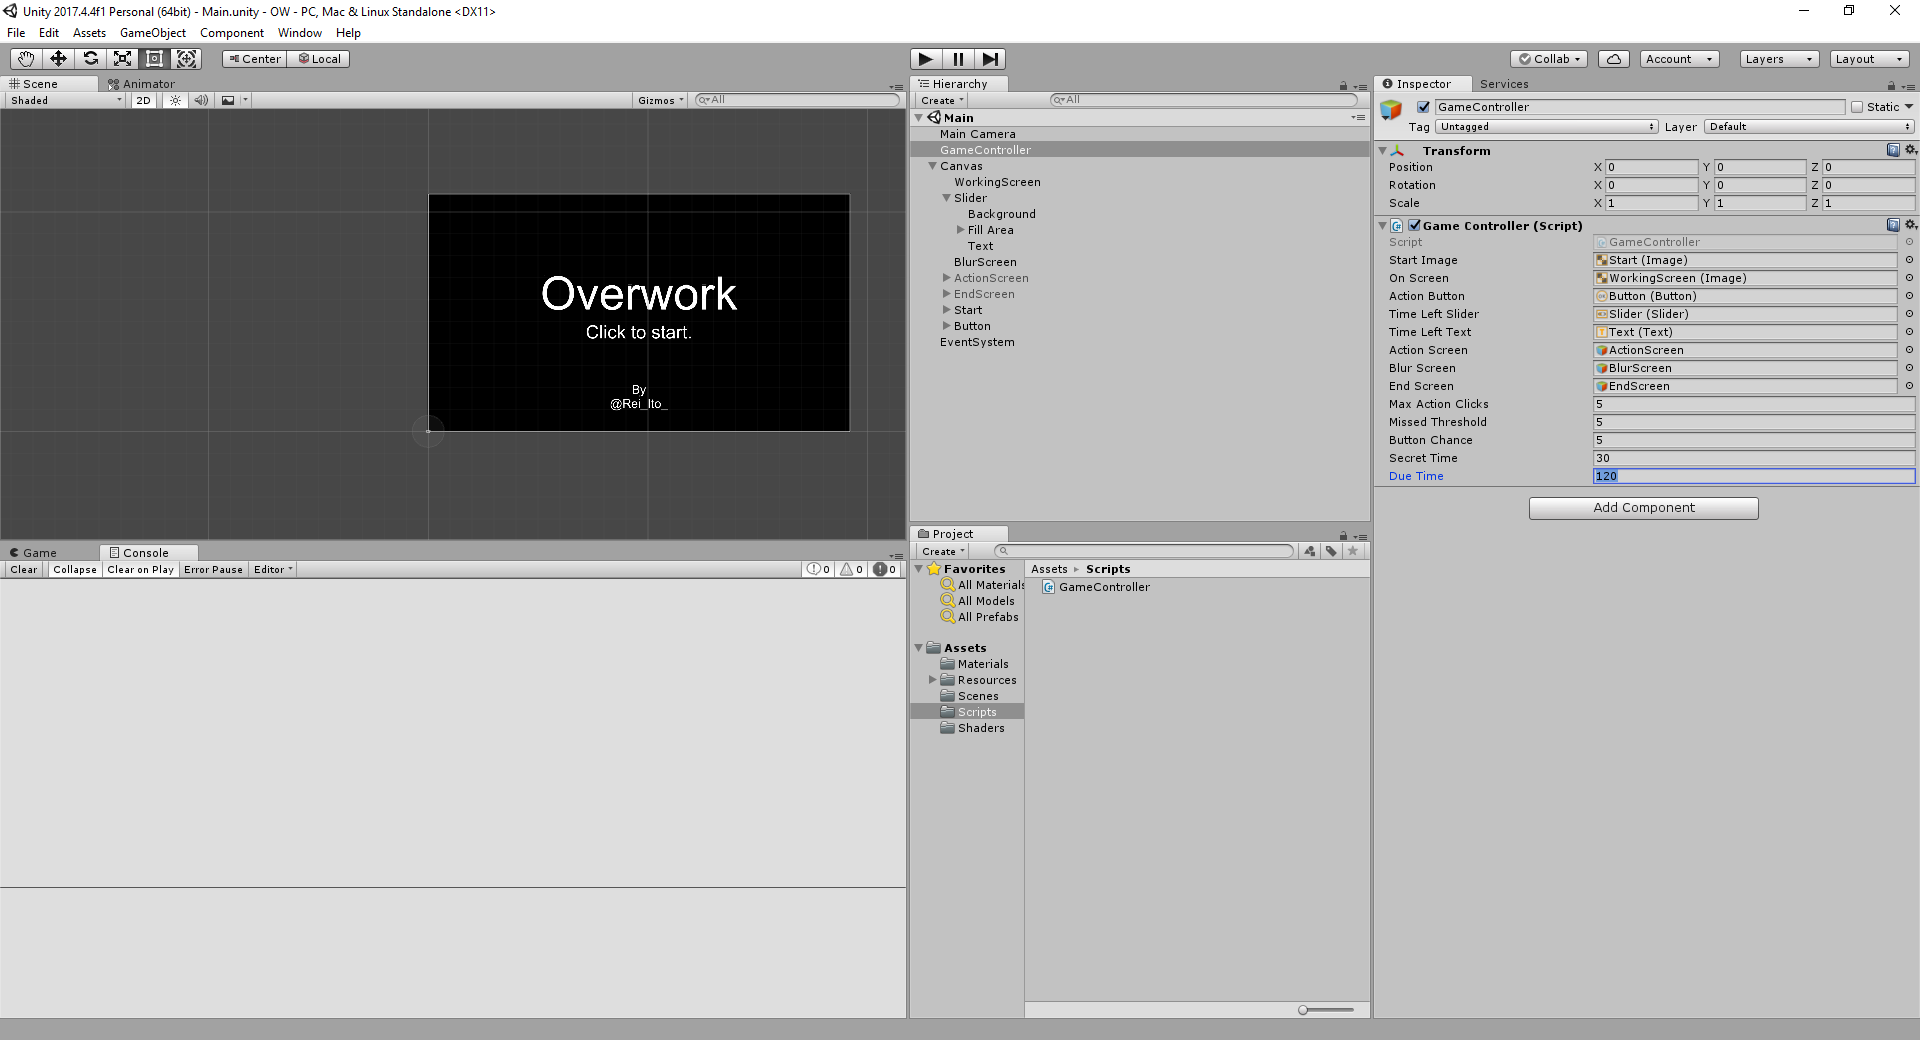 Unity 2017.4.4f1 Personal (64bit) - Main.unity - OW - PC, Mac & Linux Standalone <DX11>
File Edit Assets GameObject Component Window Help
Center Local
Collab Account Layers Layout
Scene Animator
Shaded 2D Gizmos All
Overwork
Click to start.
By
@Rei_Ito_
Game Console
Clear Collapse Clear on Play Error Pause Editor 0 0 0
Hierarchy
Create All
Main
Main Camera
GameController
Canvas
WorkingScreen
Slider
Background
Fill Area
Text
BlurScreen
ActionScreen
EndScreen
Start
Button
EventSystem
Project
Create
Favorites
All Materials
All Models
All Prefabs
Assets
Materials
Resources
Scenes
Scripts
Shaders
Assets Scripts
GameController
Inspector Services
GameController Static
Tag Untagged Layer Default
Transform
Position X 0 Y 0 Z 0
Rotation X 0 Y 0 Z 0
Scale X 1 Y 1 Z 1
Game Controller (Script)
Script GameController
Start Image Start (Image)
On Screen WorkingScreen (Image)
Action Button Button (Button)
Time Left Slider Slider (Slider)
Time Left Text Text (Text)
Action Screen ActionScreen
Blur Screen BlurScreen
End Screen EndScreen
Max Action Clicks 5
Missed Threshold 5
Button Chance 5
Secret Time 30
Due Time 120
Add Component